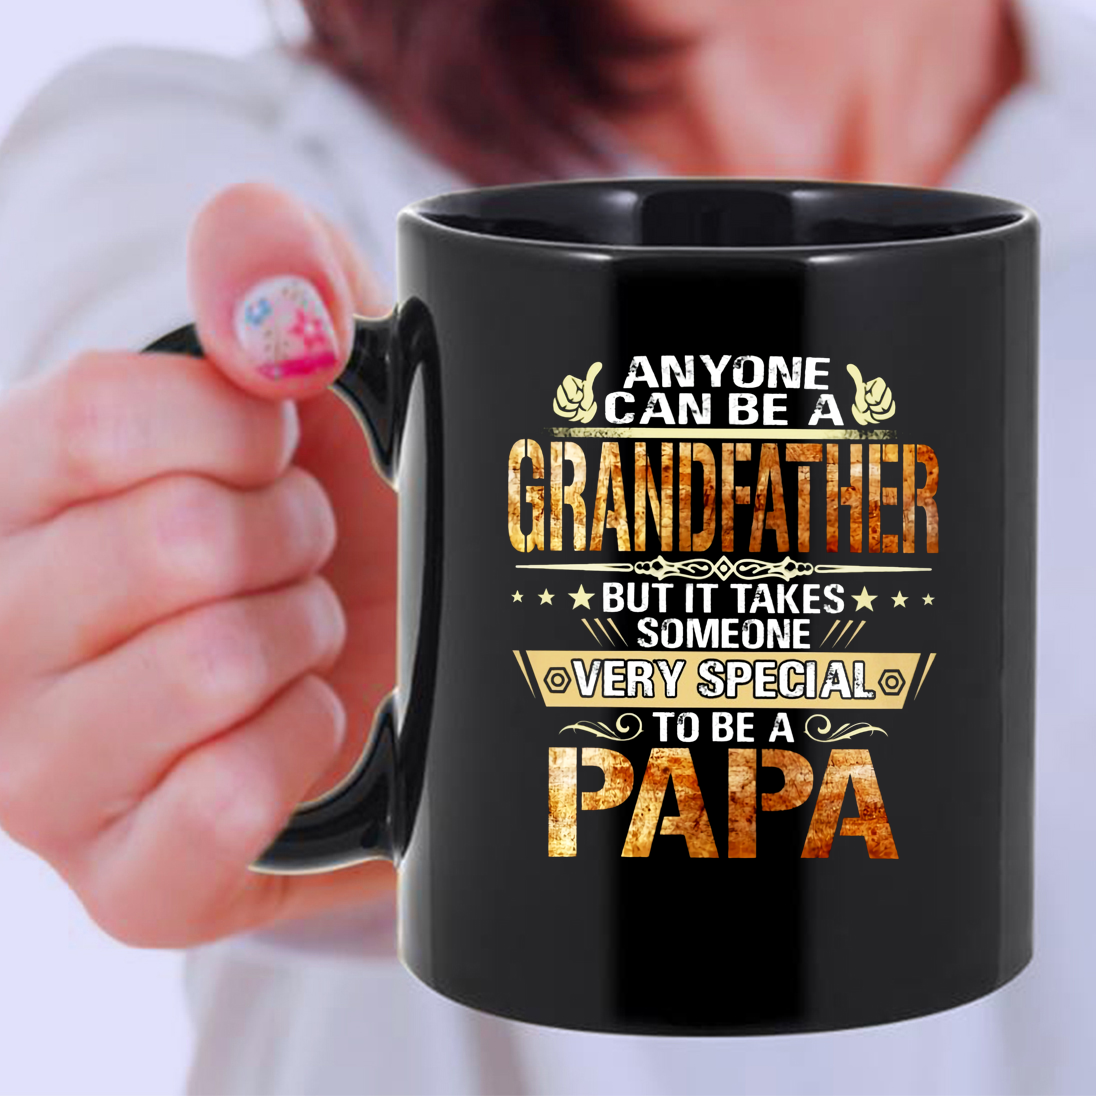 ANYONE
CAN BE A
GRANDFATHER
BUT IT TAKES
SOMEONE
VERY SPECIAL
TO BE A
PAPA